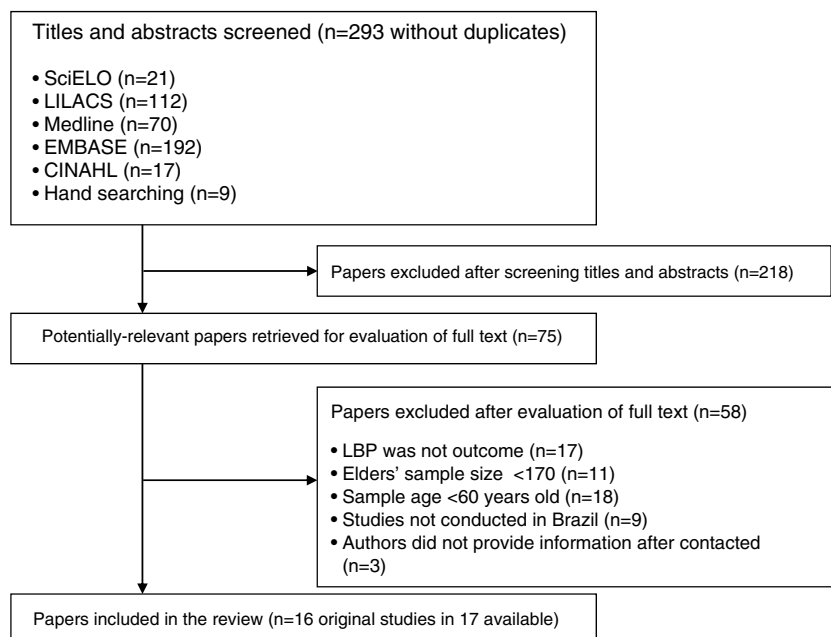 Titles and abstracts screened (n=293 without duplicates)
• SciELO (n=21)
• LILACS (n=112)
• Medline (n=70)
• EMBASE (n=192)
• CINAHL (n=17)
• Hand searching (n=9)
Papers excluded after screening titles and abstracts (n=218)
Potentially-relevant papers retrieved for evaluation of full text (n=75)
Papers excluded after evaluation of full text (n=58)
• LBP was not outcome (n=17)
• Elders' sample size <170 (n=11)
• Sample age <60 years old (n=18)
• Studies not conducted in Brazil (n=9)
• Authors did not provide information after contacted
(n=3)
Papers included in the review (n=16 original studies in 17 available)